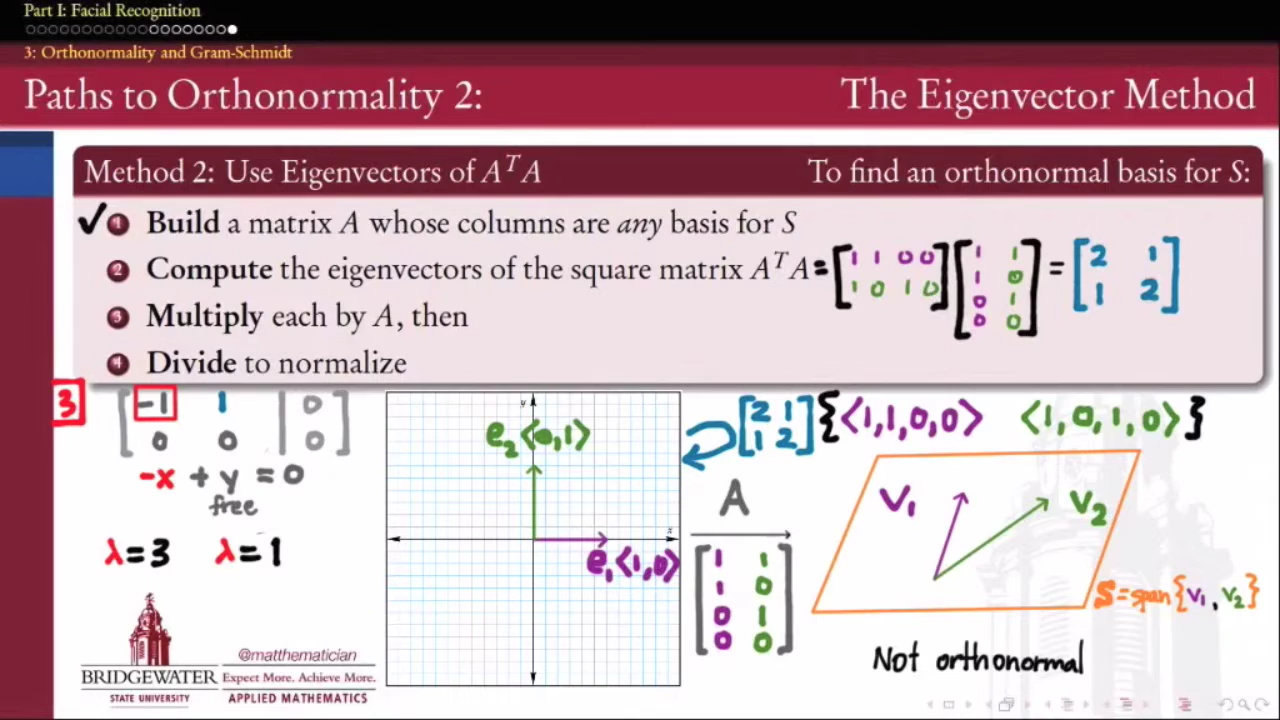 Part I: Facial Recognition
3: Orthonormality and Gram-Schmidt
Paths to Orthonormality 2: The Eigenvector Method
Method 2: Use Eigenvectors of AᵀA To find an orthonormal basis for S:
✓ 1 Build a matrix A whose columns are any basis for S
2 Compute the eigenvectors of the square matrix AᵀA = [1 1 0 0; 1 0 1 0] [1 1; 1 0; 0 1; 0 0] = [2 1; 1 2]
3 Multiply each by A, then
4 Divide to normalize
3 [-1 1 | 0; 0 0 | 0]
-x + y = 0
free
λ=3 λ=1
y
e₂<0,1>
x
e₁<1,0>
[2 1; 1 2] {<1,1,0,0> <1,0,1,0>}
A
[1 1; 1 0; 0 1; 0 0]
V₁ V₂
S=span{v₁, v₂}
Not orthonormal
@matthematician
BRIDGEWATER Expect More. Achieve More.
STATE UNIVERSITY APPLIED MATHEMATICS